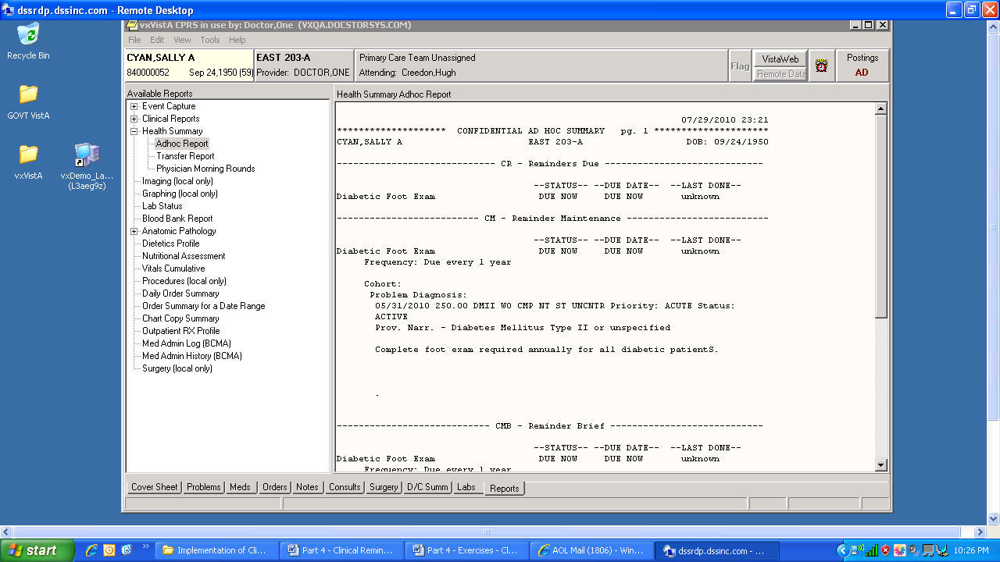 dssrdp.dssinc.com - Remote Desktop
Recycle Bin
GOVT VistA
vxVistA
vxDemo_La...
(L3aeg9z)
vxVistA CPRS in use by: Doctor,One (VXQA.DOCSTORSYS.COM)
File Edit View Tools Help
CYAN,SALLY A
840000052 Sep 24,1950 (59)
EAST 203-A
Provider: DOCTOR,ONE
Primary Care Team Unassigned
Attending: Creedon,Hugh
Flag
VistaWeb
Remote Data
Postings
AD
Available Reports
Event Capture
Clinical Reports
Health Summary
Adhoc Report
Transfer Report
Physician Morning Rounds
Imaging (local only)
Graphing (local only)
Lab Status
Blood Bank Report
Anatomic Pathology
Dietetics Profile
Nutritional Assessment
Vitals Cumulative
Procedures (local only)
Daily Order Summary
Order Summary for a Date Range
Chart Copy Summary
Outpatient RX Profile
Med Admin Log (BCMA)
Med Admin History (BCMA)
Surgery (local only)
Health Summary Adhoc Report
07/29/2010 23:21
******************** CONFIDENTIAL AD HOC SUMMARY pg. 1 *********************
CYAN,SALLY A EAST 203-A DOB: 09/24/1950
----------------------------- CR - Reminders Due -----------------------------
--STATUS-- --DUE DATE-- --LAST DONE--
Diabetic Foot Exam DUE NOW DUE NOW unknown
-------------------------- CM - Reminder Maintenance --------------------------
--STATUS-- --DUE DATE-- --LAST DONE--
Diabetic Foot Exam DUE NOW DUE NOW unknown
Frequency: Due every 1 year
Cohort:
Problem Diagnosis:
05/31/2010 250.00 DMII WO CMP NT ST UNCNTR Priority: ACUTE Status:
ACTIVE
Prov. Narr. - Diabetes Mellitus Type II or unspecified
Complete foot exam required annually for all diabetic patientS.
.
---------------------------- CMB - Reminder Brief ----------------------------
--STATUS-- --DUE DATE-- --LAST DONE--
Diabetic Foot Exam DUE NOW DUE NOW unknown
Frequency: Due every 1 year
Cover Sheet Problems Meds Orders Notes Consults Surgery D/C Summ Labs Reports
start
Implementation of Cli...
Part 4 - Clinical Remin...
Part 4 - Exercises - Cl...
AOL Mail (1806) - Win...
dssrdp.dssinc.com - ...
10:26 PM